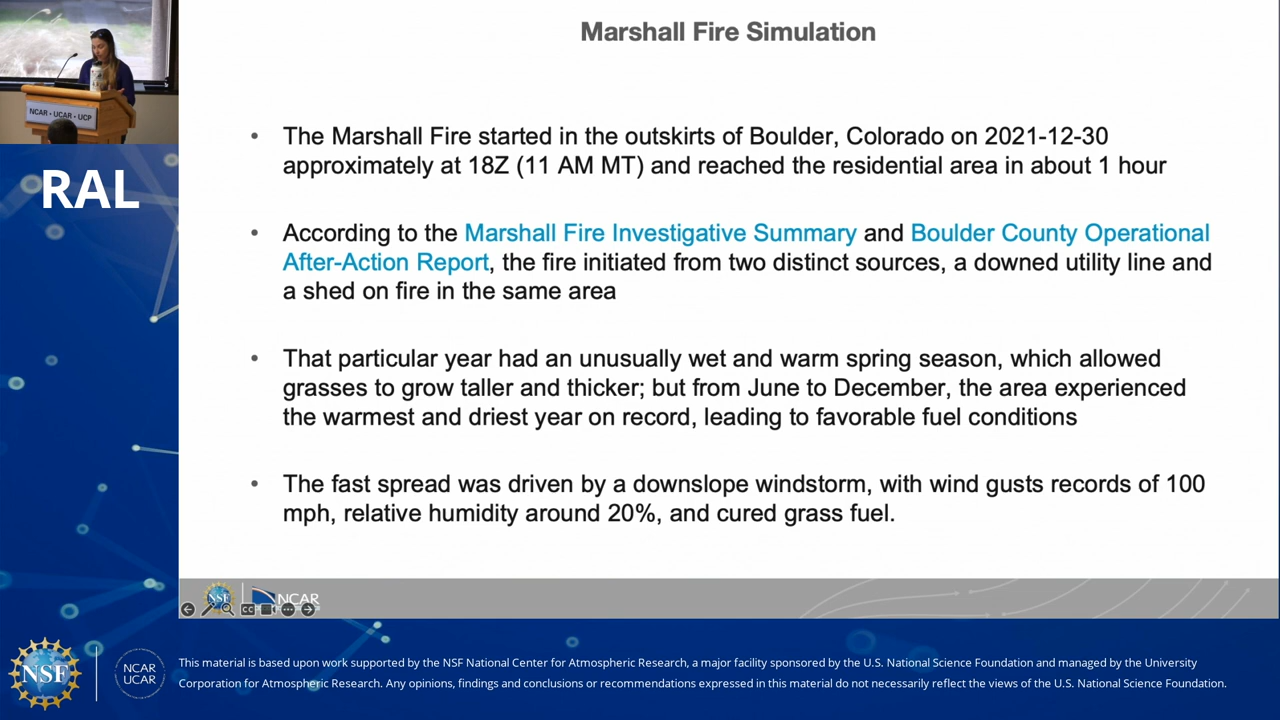 Marshall Fire Simulation
NCAR • UCAR • UCP
RAL
• The Marshall Fire started in the outskirts of Boulder, Colorado on 2021-12-30
approximately at 18Z (11 AM MT) and reached the residential area in about 1 hour
• According to the Marshall Fire Investigative Summary and Boulder County Operational
After-Action Report, the fire initiated from two distinct sources, a downed utility line and
a shed on fire in the same area
• That particular year had an unusually wet and warm spring season, which allowed
grasses to grow taller and thicker; but from June to December, the area experienced
the warmest and driest year on record, leading to favorable fuel conditions
• The fast spread was driven by a downslope windstorm, with wind gusts records of 100
mph, relative humidity around 20%, and cured grass fuel.
NSF
NCAR
CC
NSF
NCAR
UCAR
This material is based upon work supported by the NSF National Center for Atmospheric Research, a major facility sponsored by the U.S. National Science Foundation and managed by the University
Corporation for Atmospheric Research. Any opinions, findings and conclusions or recommendations expressed in this material do not necessarily reflect the views of the U.S. National Science Foundation.